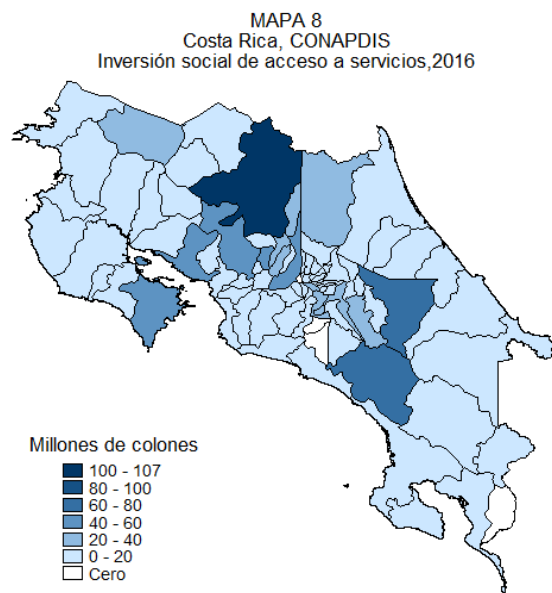 MAPA 8
Costa Rica, CONAPDIS
Inversión social de acceso a servicios,2016
Millones de colones
100 - 107
80 - 100
60 - 80
40 - 60
20 - 40
0 - 20
Cero